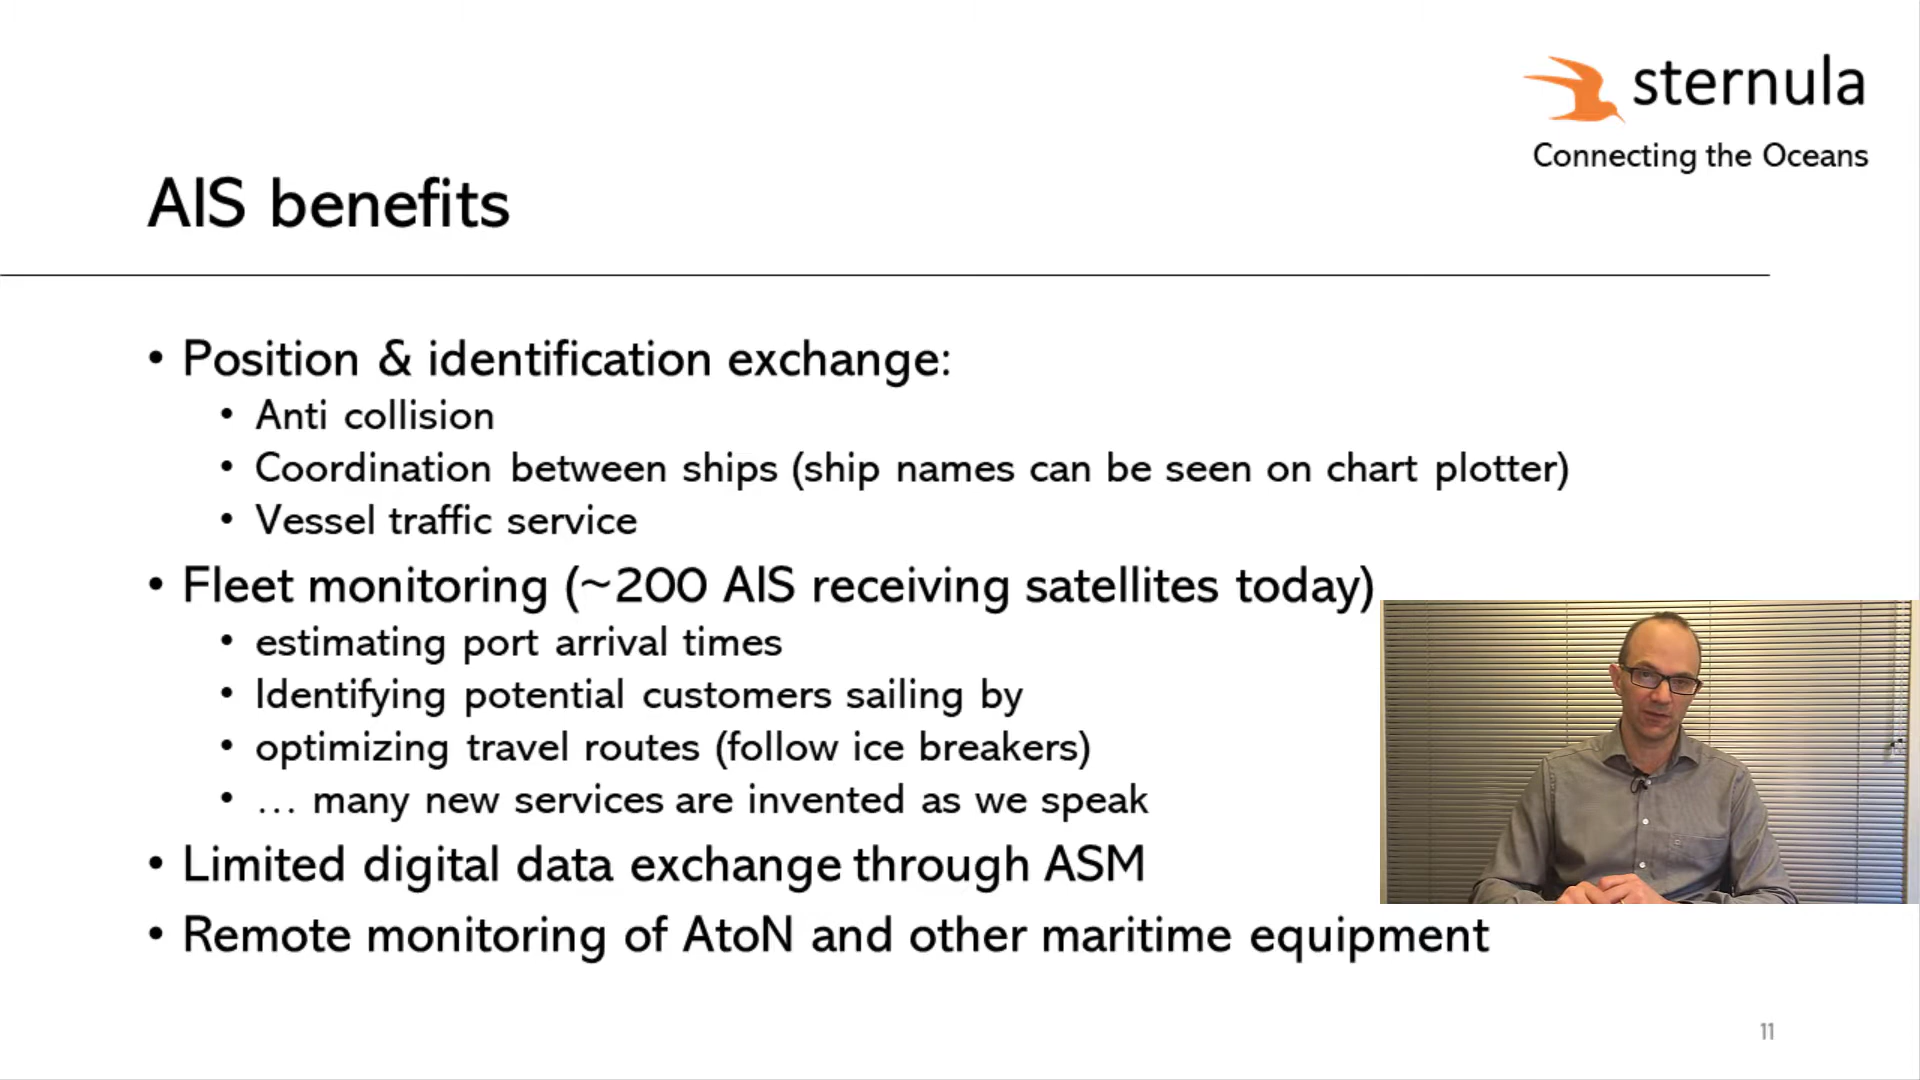 sternula
Connecting the Oceans
AIS benefits
• Position & identification exchange:
• Anti collision
• Coordination between ships (ship names can be seen on chart plotter)
• Vessel traffic service
• Fleet monitoring (~200 AIS receiving satellites today)
• estimating port arrival times
• Identifying potential customers sailing by
• optimizing travel routes (follow ice breakers)
• … many new services are invented as we speak
• Limited digital data exchange through ASM
• Remote monitoring of AtoN and other maritime equipment
11